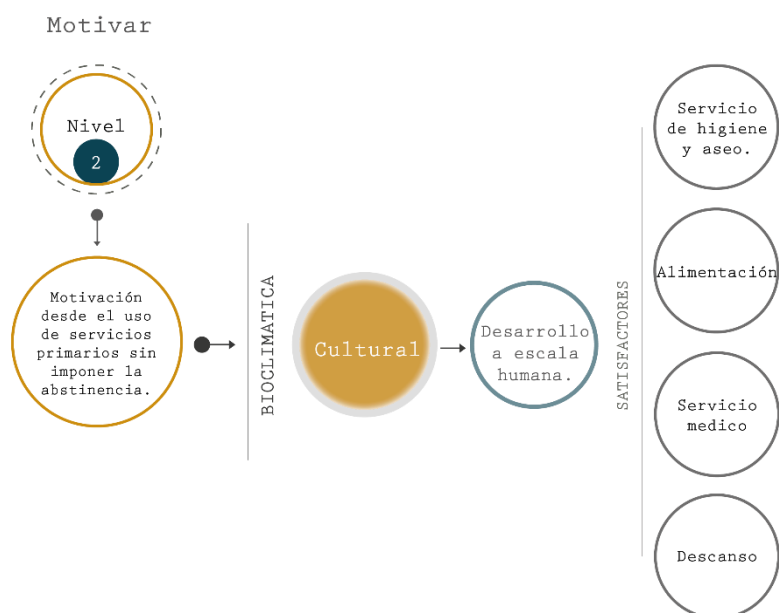 Motivar
Nivel
2
Motivación
desde el uso
de servicios
primarios sin
imponer la
abstinencia.
BIOCLIMATICA
Cultural
Desarrollo
a escala
humana.
SATISFACTORES
Servicio
de higiene
y aseo.
Alimentación
Servicio
medico
Descanso